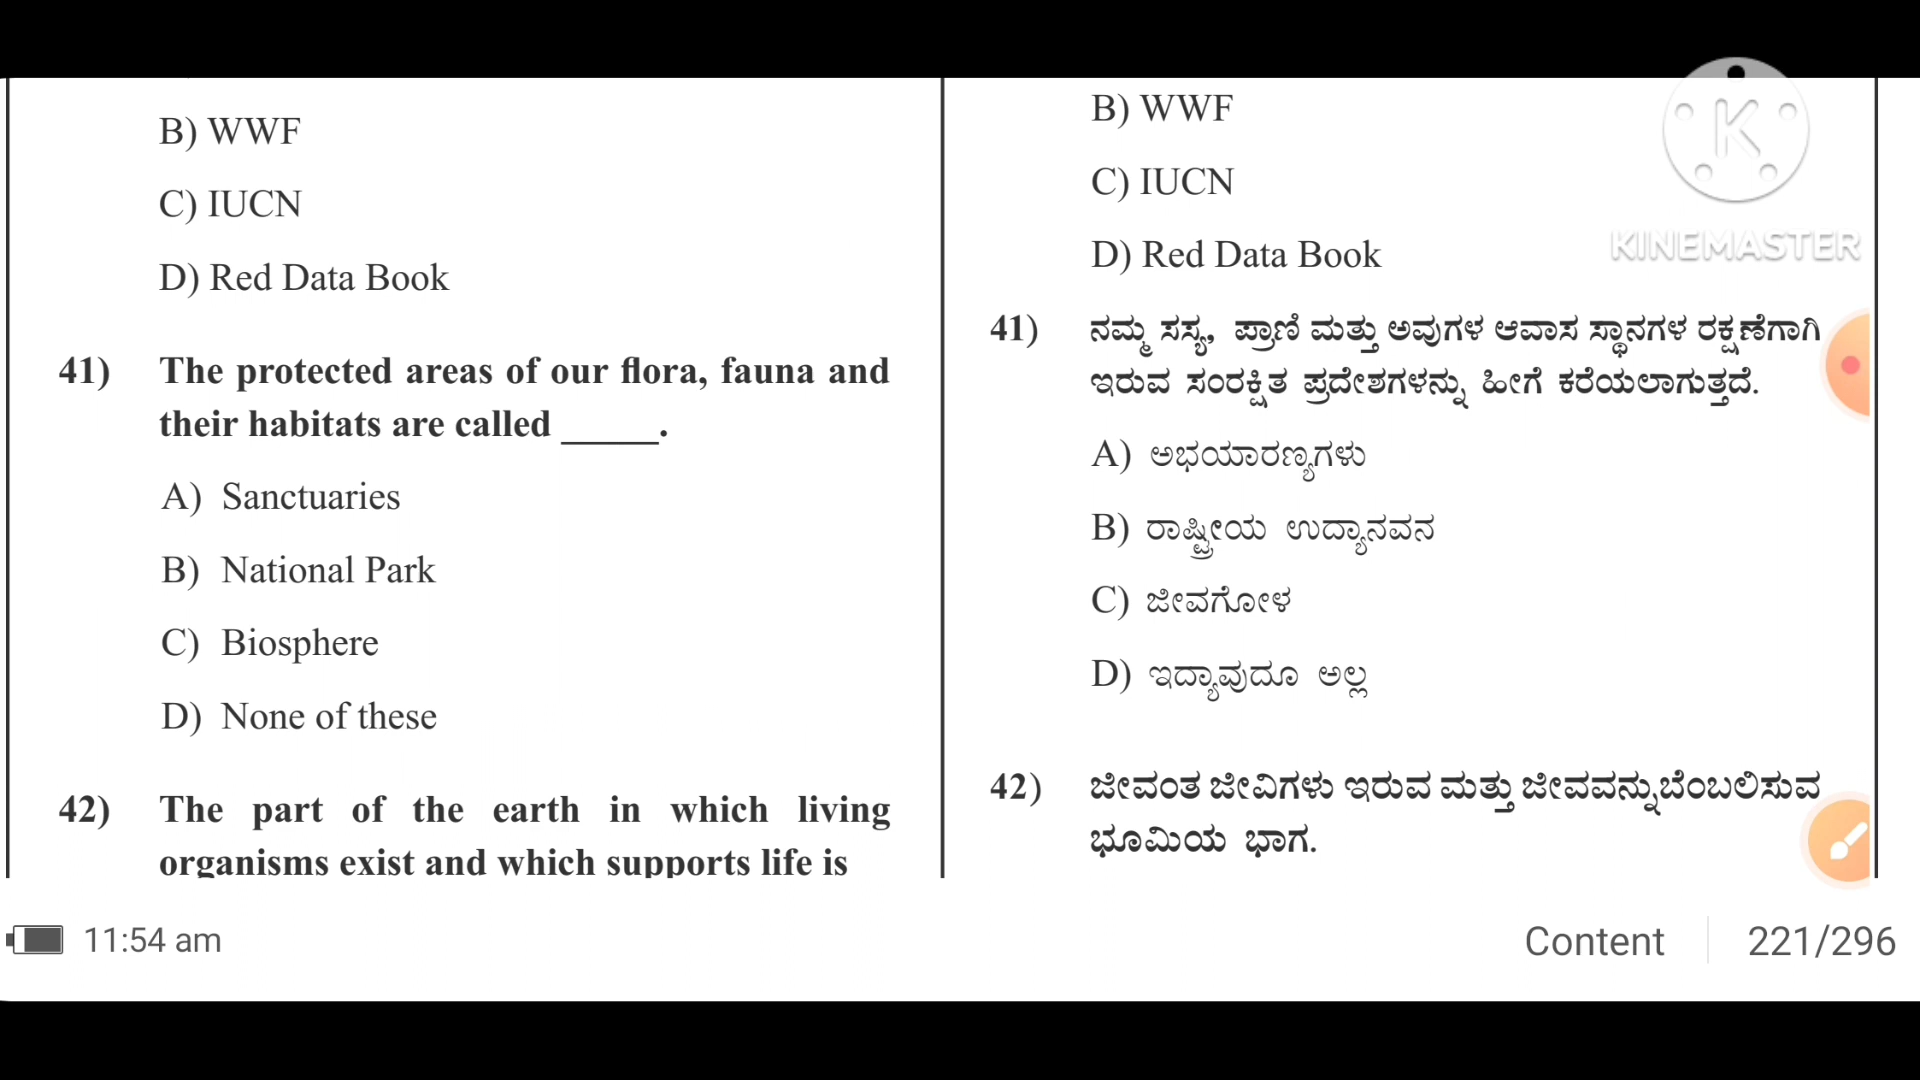 B) WWF
C) IUCN
D) Red Data Book
41) The protected areas of our flora, fauna and
their habitats are called _____.
A) Sanctuaries
B) National Park
C) Biosphere
D) None of these
42) The part of the earth in which living
organisms exist and which supports life is
B) WWF
C) IUCN
D) Red Data Book
41) ನಮ್ಮ ಸಸ್ಯ, ಪ್ರಾಣಿ ಮತ್ತು ಅವುಗಳ ಆವಾಸ ಸ್ಥಾನಗಳ ರಕ್ಷಣೆಗಾಗಿ
ಇರುವ ಸಂರಕ್ಷಿತ ಪ್ರದೇಶಗಳನ್ನು ಹೀಗೆ ಕರೆಯಲಾಗುತ್ತದೆ.
A) ಅಭಯಾರಣ್ಯಗಳು
B) ರಾಷ್ಟ್ರೀಯ ಉದ್ಯಾನವನ
C) ಜೀವಗೋಳ
D) ಇದ್ಯಾವುದೂ ಅಲ್ಲ
42) ಜೀವಂತ ಜೀವಿಗಳು ಇರುವ ಮತ್ತು ಜೀವವನ್ನುಬೆಂಬಲಿಸುವ
ಭೂಮಿಯ ಭಾಗ.
K
KINEMASTER
11:54 am
Content
221/296